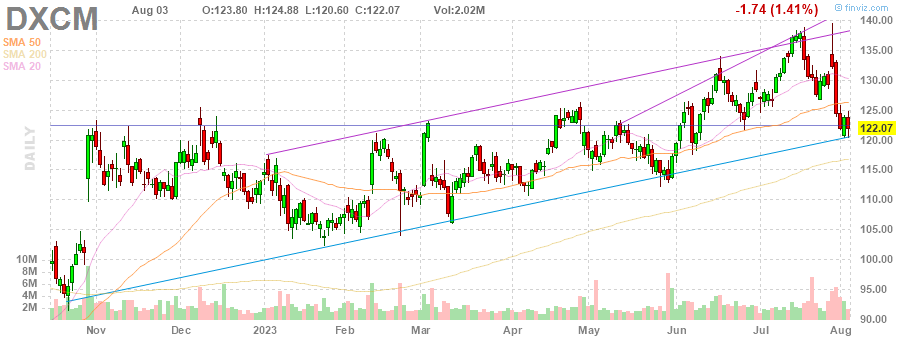 DXCM
Aug 03 O:123.80 H:124.88 L:120.60 C:122.07 Vol:2.02M -1.74 (1.41%) © finviz.com
SMA 50
SMA 200
SMA 20
DAILY
140.00
135.00
130.00
125.00
122.07
120.00
115.00
110.00
105.00
100.00
95.00
90.00
10M
8M
6M
4M
2M
Nov Dec 2023 Feb Mar Apr May Jun Jul Aug